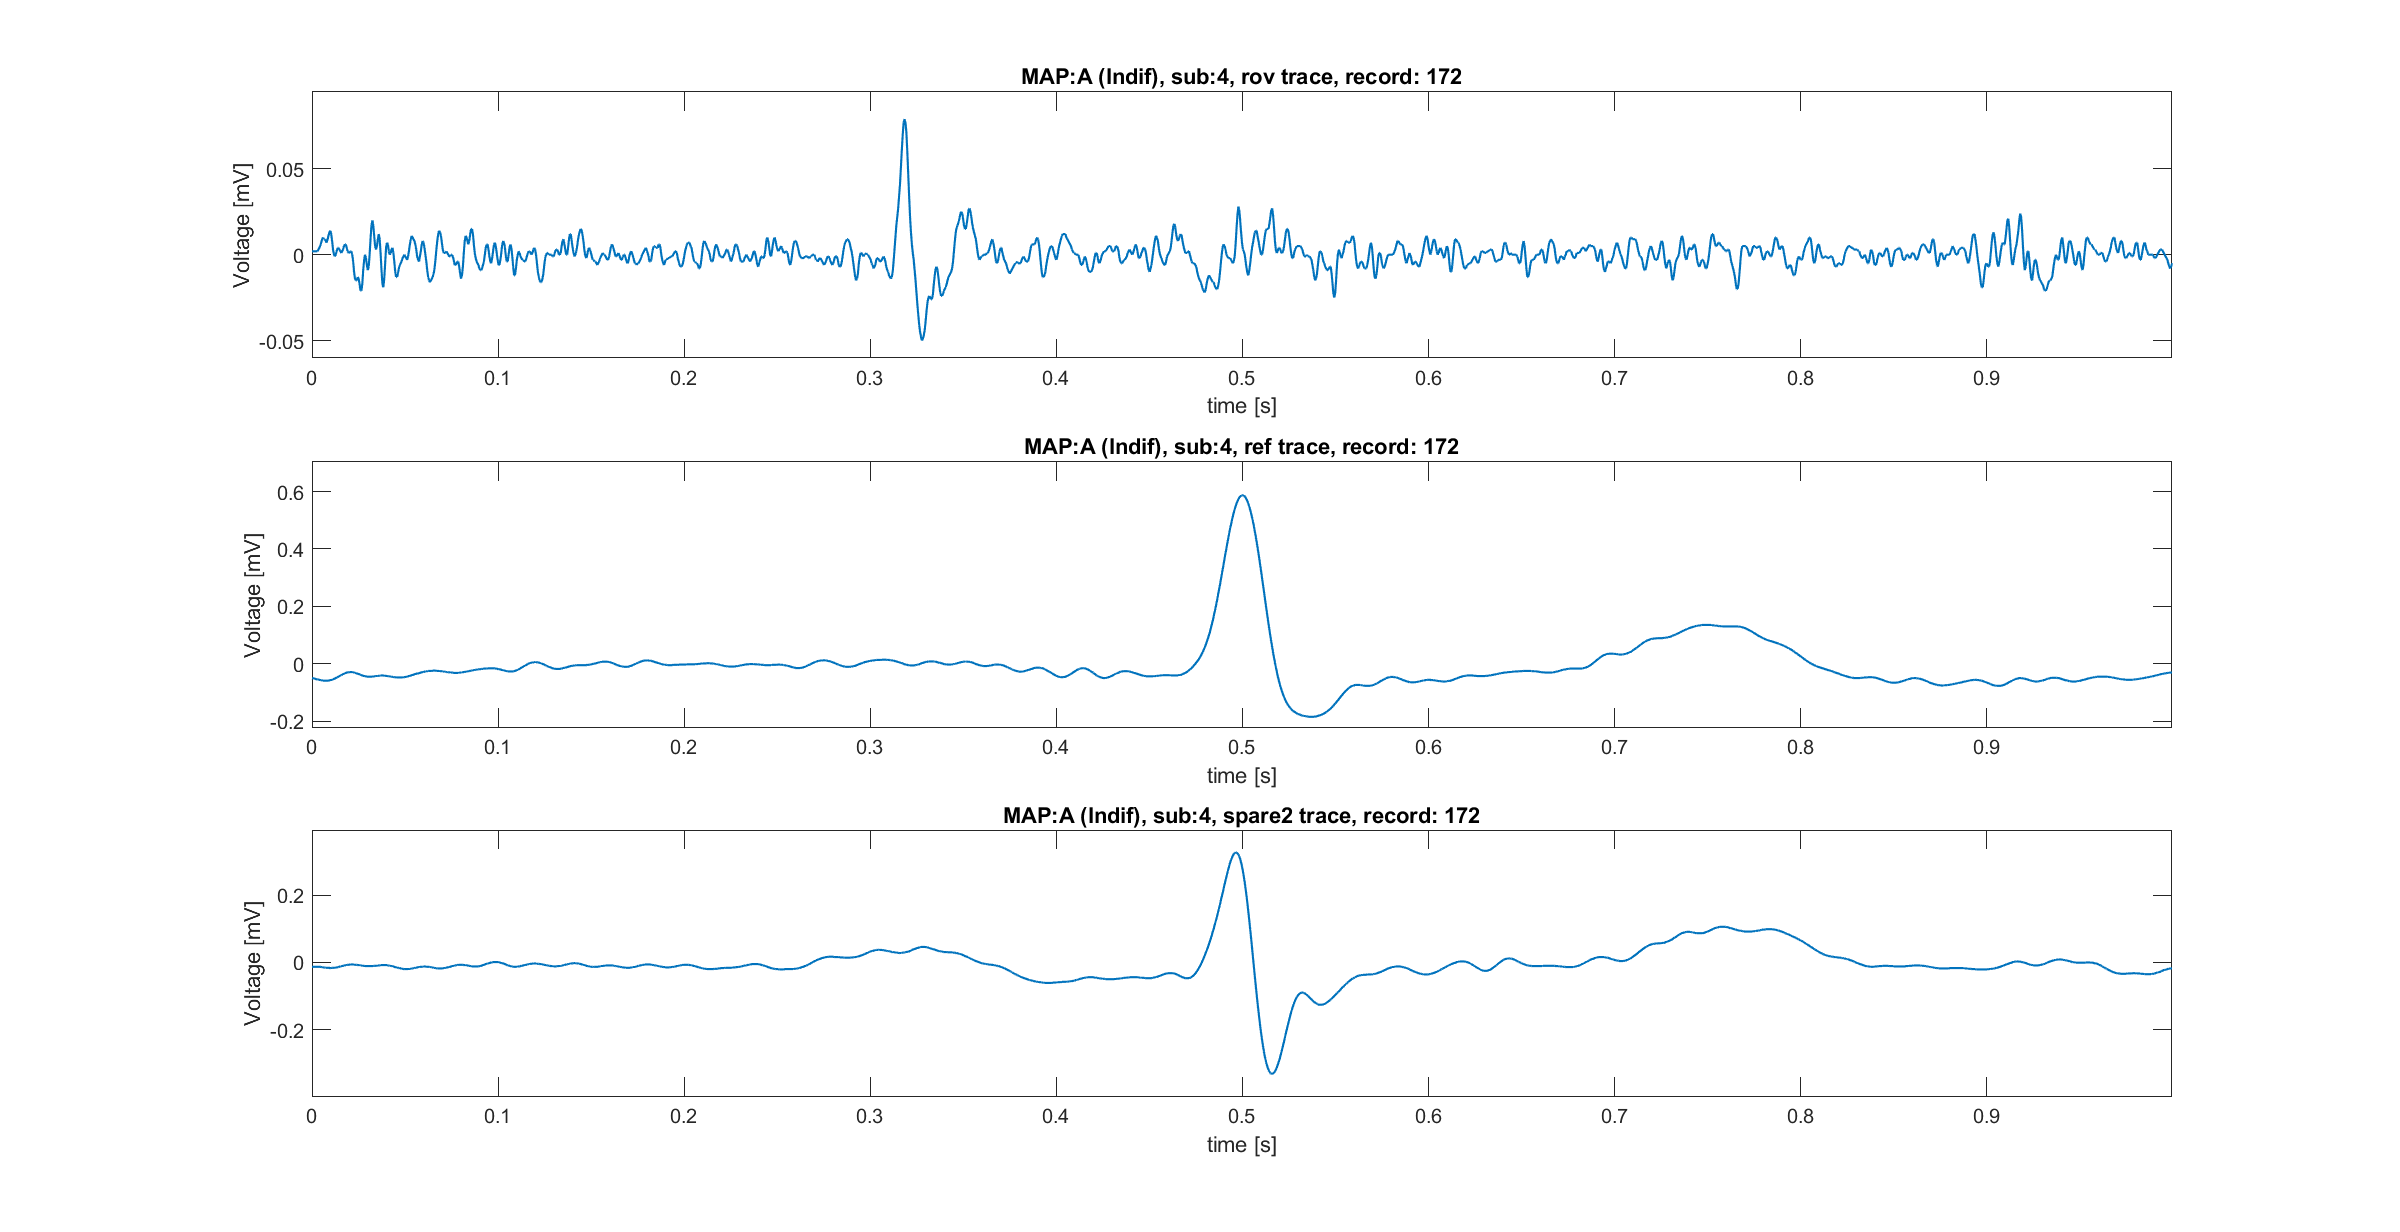 MAP:A (Indif), sub:4, rov trace, record: 172
Voltage [mV]
0.05
0
-0.05
0 0.1 0.2 0.3 0.4 0.5 0.6 0.7 0.8 0.9
time [s]
MAP:A (Indif), sub:4, ref trace, record: 172
Voltage [mV]
0.6
0.4
0.2
0
-0.2
0 0.1 0.2 0.3 0.4 0.5 0.6 0.7 0.8 0.9
time [s]
MAP:A (Indif), sub:4, spare2 trace, record: 172
Voltage [mV]
0.2
0
-0.2
0 0.1 0.2 0.3 0.4 0.5 0.6 0.7 0.8 0.9
time [s]